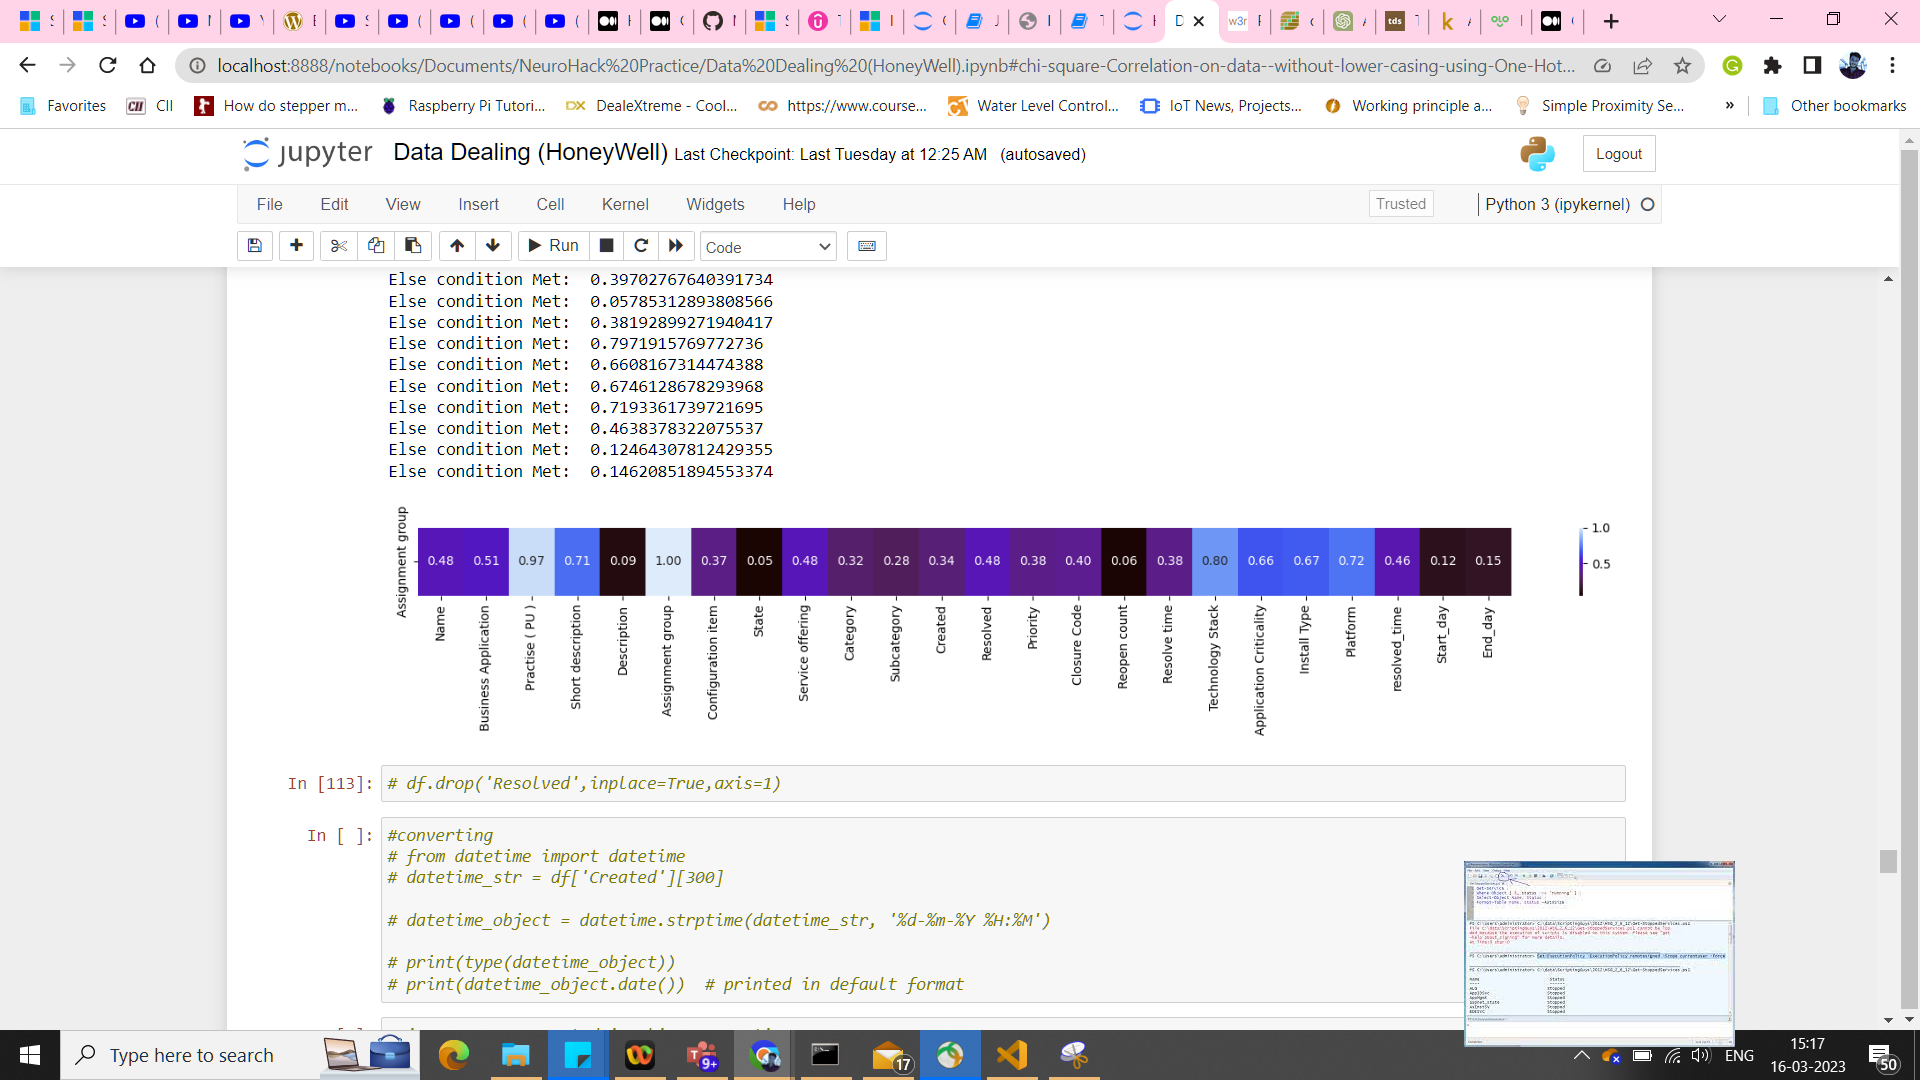 localhost:8888/notebooks/Documents/NeuroHack%20Practice/Data%20Dealing%20(HoneyWell).ipynb#chi-square-Correlation-on-data--without-lower-casing-using-One-Hot...
Favorites CII How do stepper m... Raspberry Pi Tutori... DealeXtreme - Cool... https://www.course... Water Level Control... IoT News, Projects... Working principle a... Simple Proximity Se... » Other bookmarks
jupyter Data Dealing (HoneyWell) Last Checkpoint: Last Tuesday at 12:25 AM (autosaved) Logout
File Edit View Insert Cell Kernel Widgets Help Trusted Python 3 (ipykernel)
Run Code
Else condition Met:  0.39702767640391734
Else condition Met:  0.05785312893808566
Else condition Met:  0.38192899271940417
Else condition Met:  0.7971915769772736
Else condition Met:  0.6608167314474388
Else condition Met:  0.6746128678293968
Else condition Met:  0.7193361739721695
Else condition Met:  0.4638378322075537
Else condition Met:  0.12464307812429355
Else condition Met:  0.14620851894553374
Assignment group
0.48 0.51 0.97 0.71 0.09 1.00 0.37 0.05 0.48 0.32 0.28 0.34 0.48 0.38 0.40 0.06 0.38 0.80 0.66 0.67 0.72 0.46 0.12 0.15
1.0
0.5
Name
Business Application
Practise ( PU )
Short description
Description
Assignment group
Configuration item
State
Service offering
Category
Subcategory
Created
Resolved
Priority
Closure Code
Reopen count
Resolve time
Technology Stack
Application Criticality
Install Type
Platform
resolved_time
Start_day
End_day
In [113]: # df.drop('Resolved',inplace=True,axis=1)
In [ ]: #converting
# from datetime import datetime
# datetime_str = df['Created'][300]
# datetime_object = datetime.strptime(datetime_str, '%d-%m-%Y %H:%M')
# print(type(datetime_object))
# print(datetime_object.date())  # printed in default format
Type here to search
9+
17
ENG
15:17
16-03-2023
50